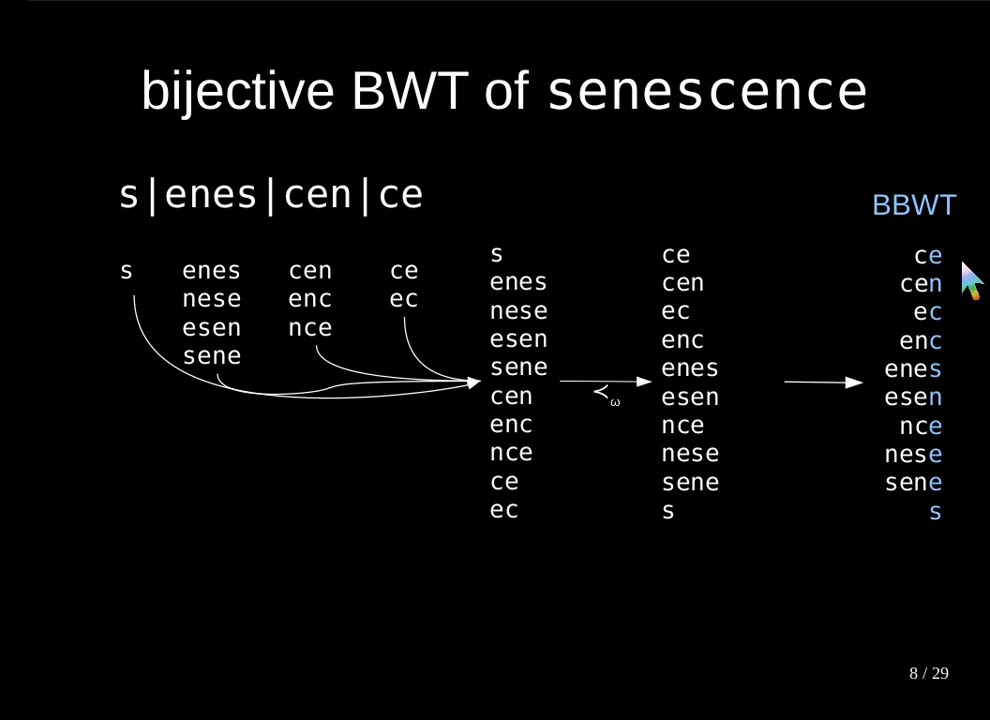 bijective BWT of senescence
s|enes|cen|ce
BBWT
s enes cen ce
nese enc ec
esen nce
sene
s
enes
nese
esen
sene
cen
enc
nce
ce
ec
≺ω
ce
cen
ec
enc
enes
esen
nce
nese
sene
s
ce
cen
ec
enc
enes
esen
nce
nese
sene
s
8 / 29